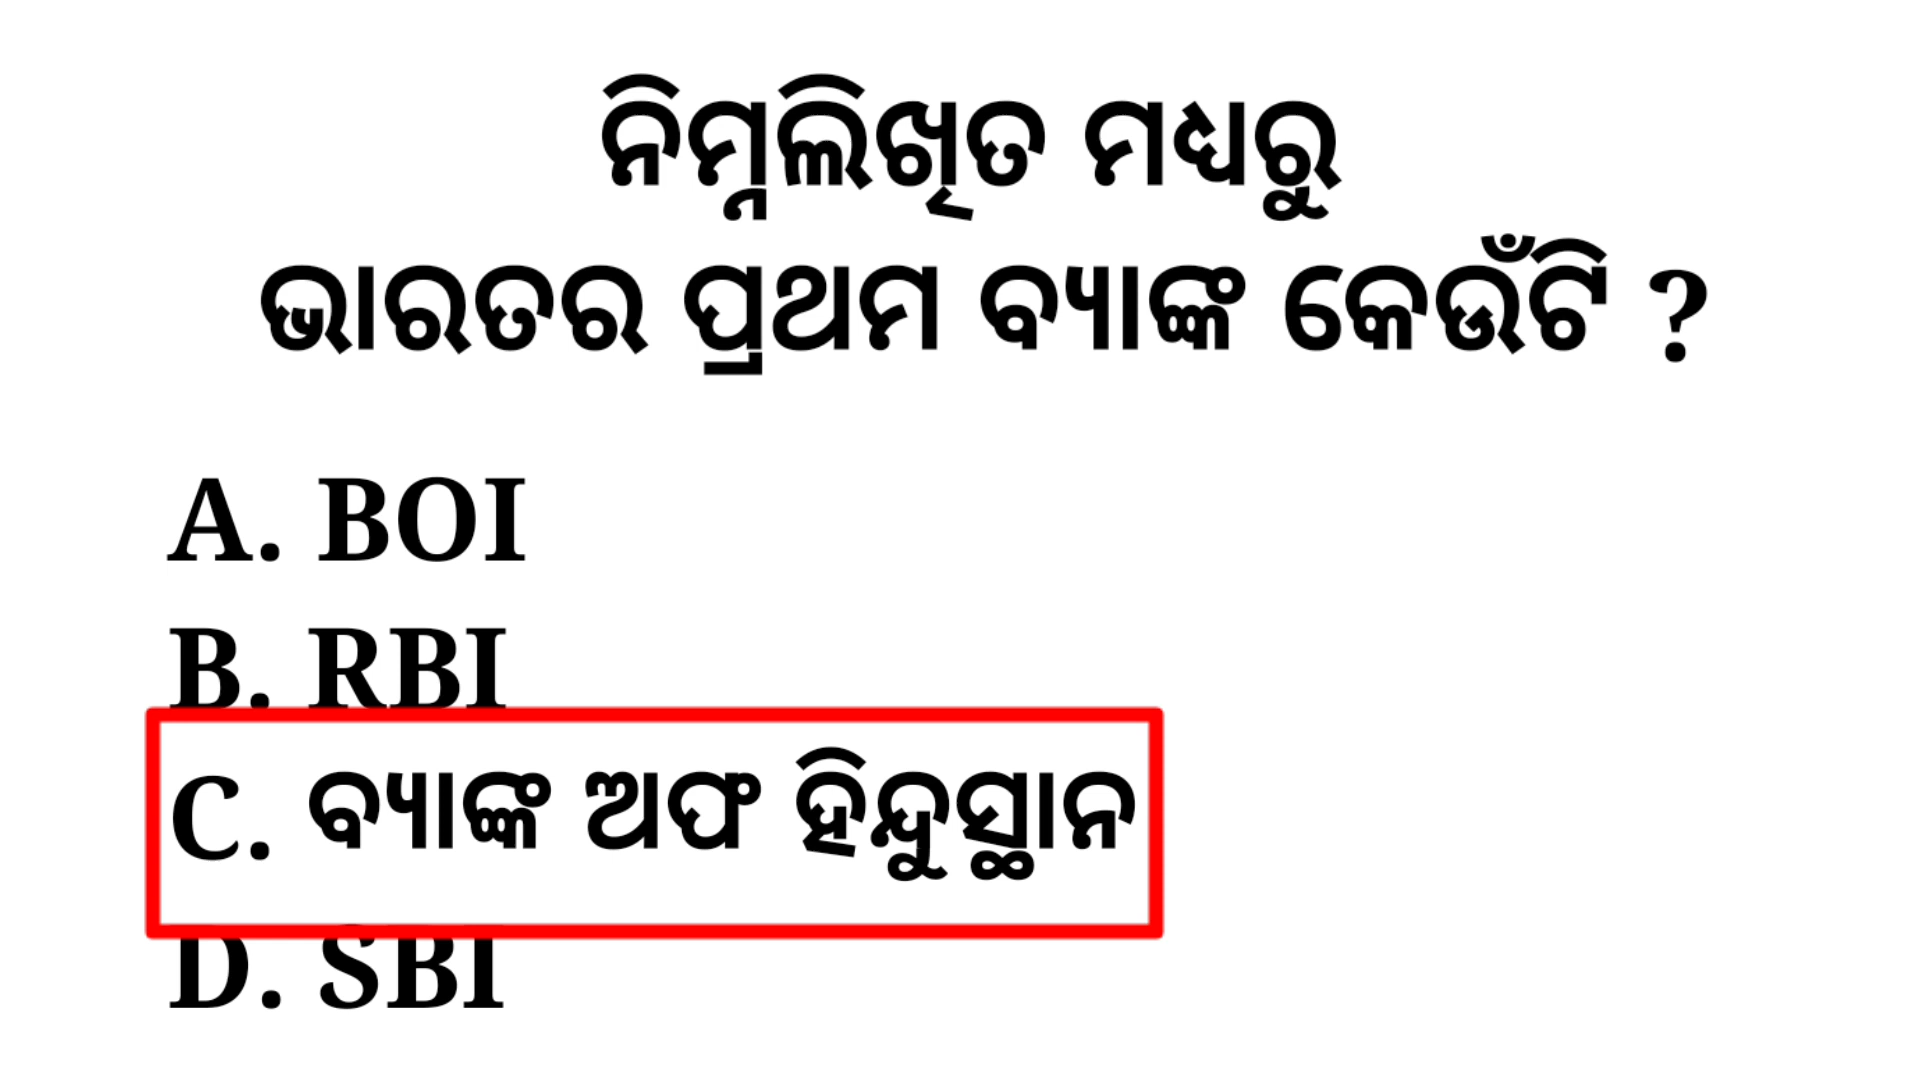 ନିମ୍ନଲିଖିତ ମଧ୍ୟରୁ
ଭାରତର ପ୍ରଥମ ବ୍ୟାଙ୍କ କେଉଁଟି ?
A. BOI
B. RBI
C. ବ୍ୟାଙ୍କ ଅଫ ହିନ୍ଦୁସ୍ଥାନ
D. SBI